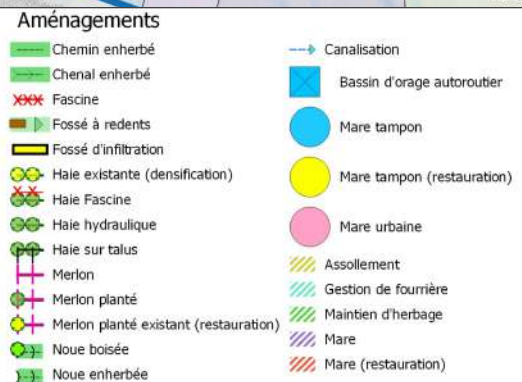 Aménagements
Chemin enherbé
Chenal enherbé
Fascine
Fossé à redents
Fossé d'infiltration
Haie existante (densification)
Haie Fascine
Haie hydraulique
Haie sur talus
Merlon
Merlon planté
Merlon planté existant (restauration)
Noue boisée
Noue enherbée
Canalisation
Bassin d'orage autoroutier
Mare tampon
Mare tampon (restauration)
Mare urbaine
Assollement
Gestion de fourrière
Maintien d'herbage
Mare
Mare (restauration)